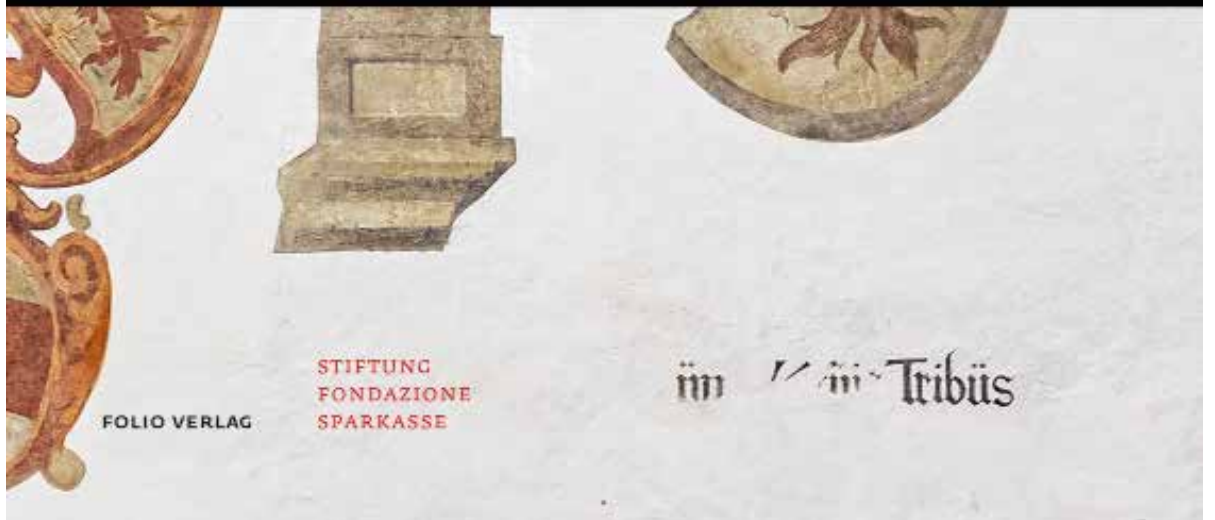 STIFTUNG
FONDAZIONE
SPARKASSE
FOLIO VERLAG
Tribüs